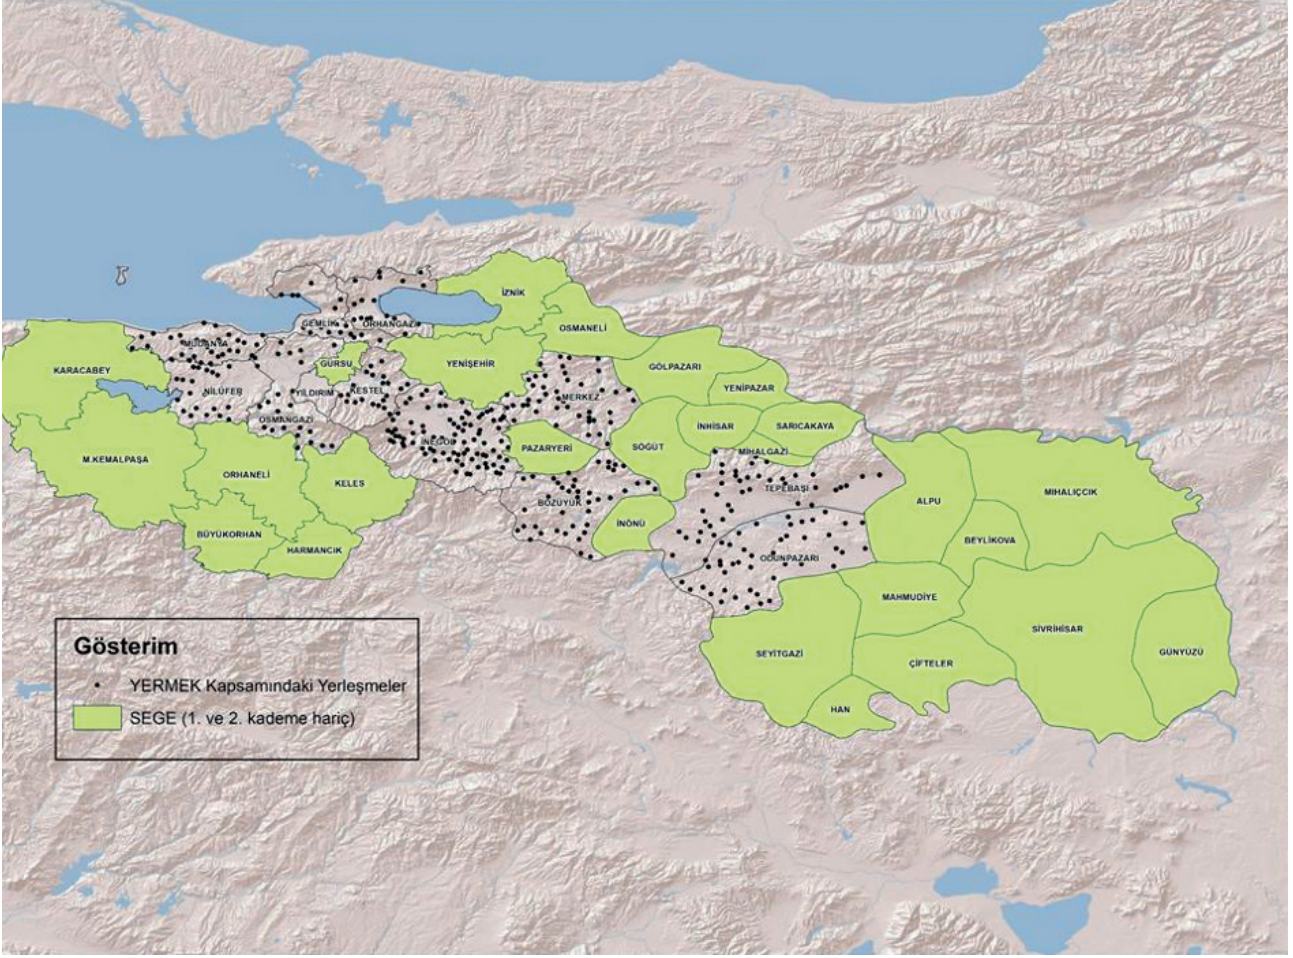 İZNİK
OSMANELİ
GEMLİK
ORHANGAZİ
MUDANYA
GÜRSU
YENİŞEHİR
KARACABEY
GÖLPAZARI
YENİPAZAR
NİLÜFER
YILDIRIM
KESTEL
MERKEZ
OSMANGAZİ
İNHİSAR
SARICAKAYA
İNEGÖL
PAZARYERİ
SÖĞÜT
MİHALGAZİ
M.KEMALPAŞA
ORHANELİ
KELES
TEPEBAŞI
MIHALIÇCIK
ALPU
BOZÜYÜK
İNÖNÜ
BÜYÜKORHAN
BEYLİKOVA
HARMANCIK
ODUNPAZARI
MAHMUDİYE
SİVRİHİSAR
SEYİTGAZİ
ÇİFTELER
GÜNYÜZÜ
HAN
Gösterim
YERMEK Kapsamındaki Yerleşmeler
SEGE (1. ve 2. kademe hariç)